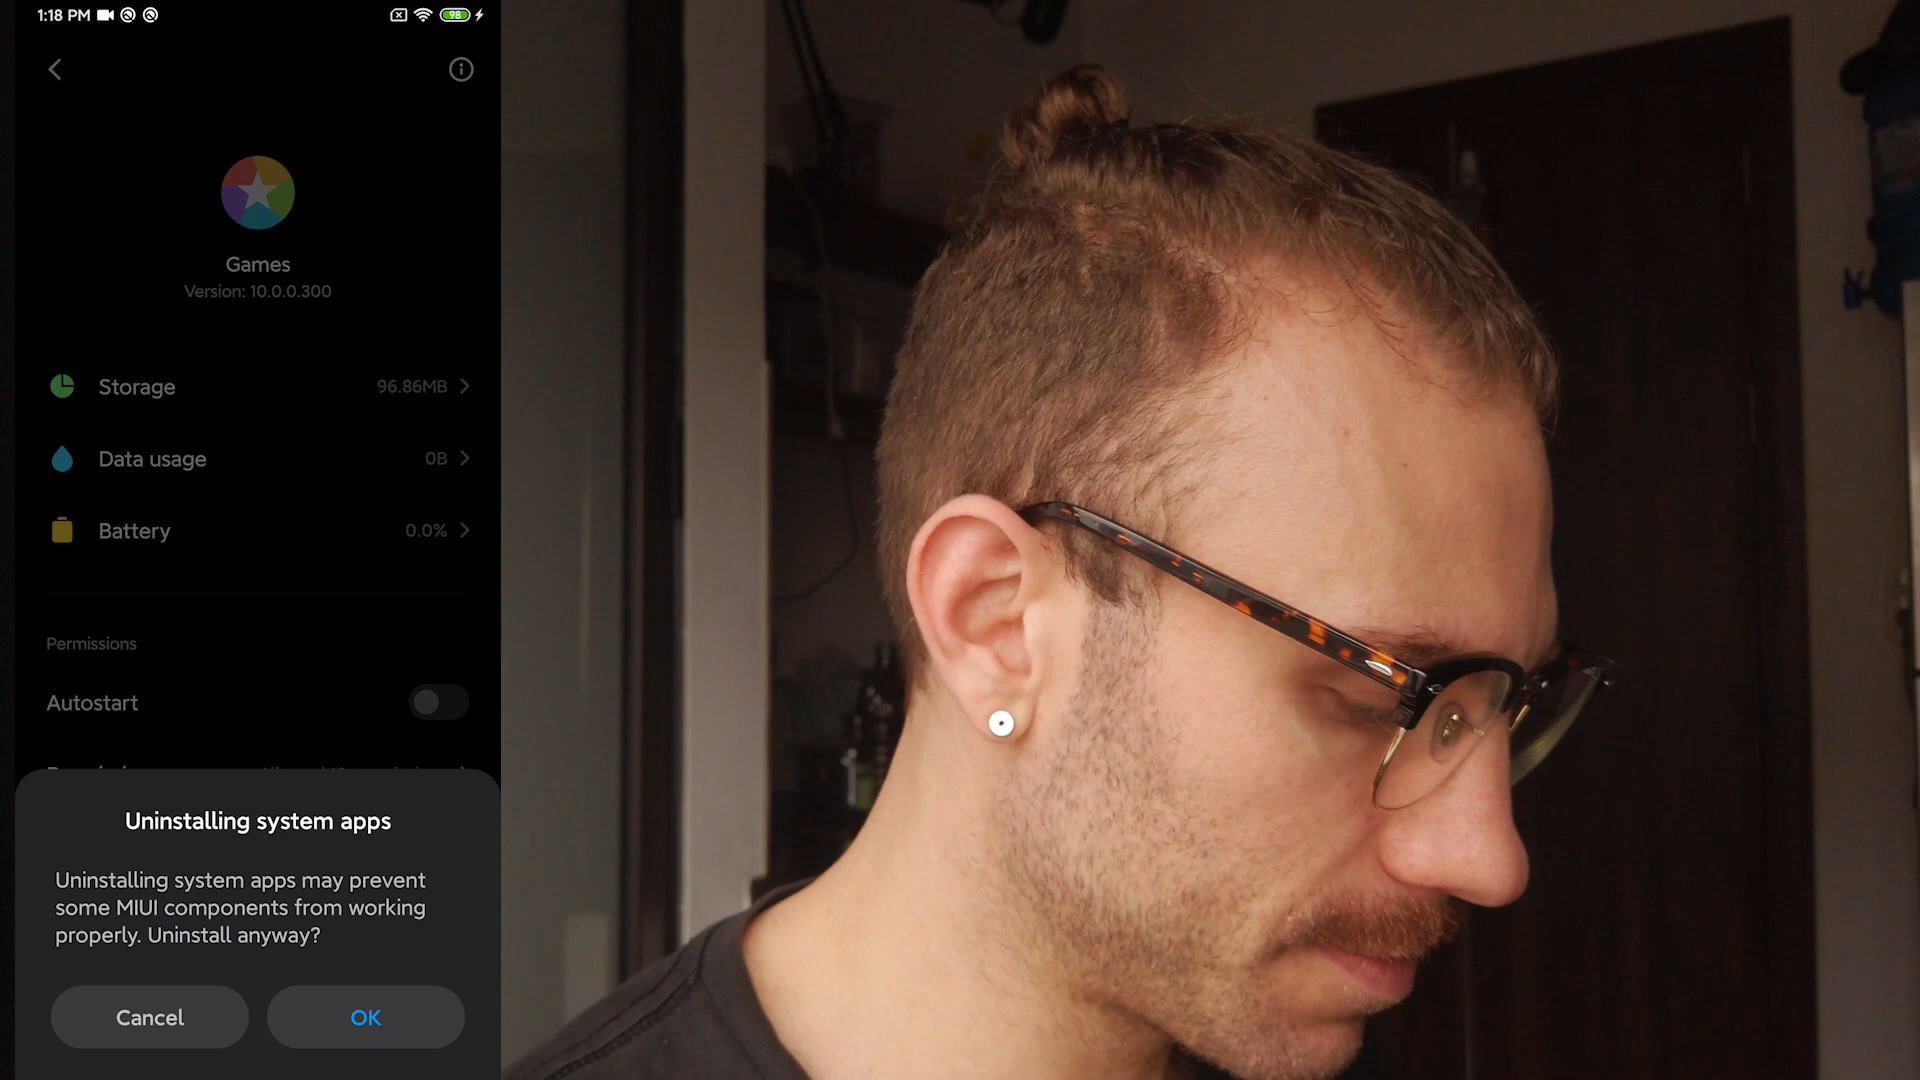 1:18 PM
98
Games
Version: 10.0.0.300
Storage 96.86MB
Data usage 0B
Battery 0.0%
Permissions
Autostart
Uninstalling system apps
Uninstalling system apps may prevent
some MIUI components from working
properly. Uninstall anyway?
Cancel OK